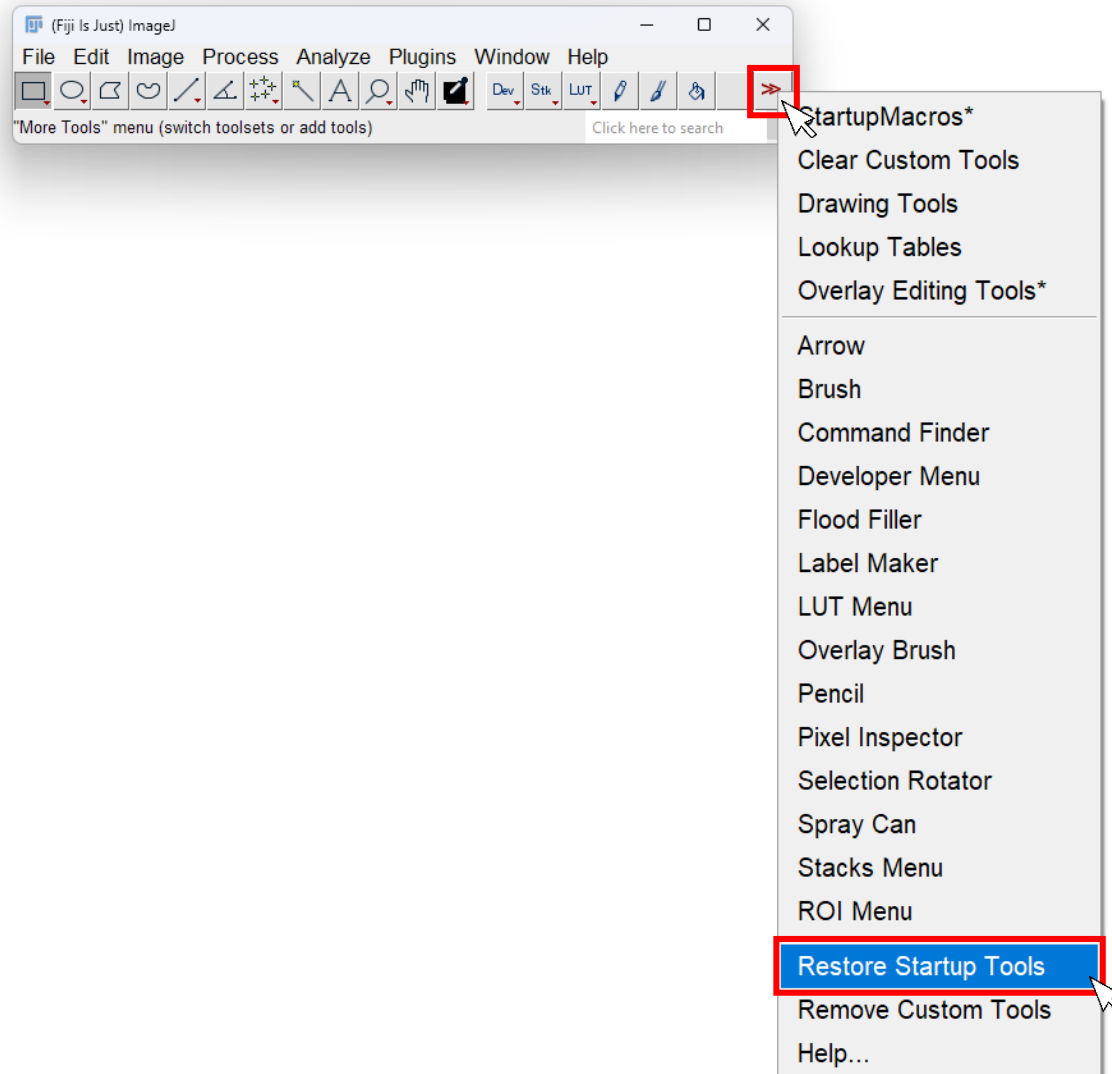 (Fiji Is Just) ImageJ
File Edit Image Process Analyze Plugins Window Help
A Dev Stk LUT >>
"More Tools" menu (switch toolsets or add tools) Click here to search
StartupMacros*
Clear Custom Tools
Drawing Tools
Lookup Tables
Overlay Editing Tools*
Arrow
Brush
Command Finder
Developer Menu
Flood Filler
Label Maker
LUT Menu
Overlay Brush
Pencil
Pixel Inspector
Selection Rotator
Spray Can
Stacks Menu
ROI Menu
Restore Startup Tools
Remove Custom Tools
Help...